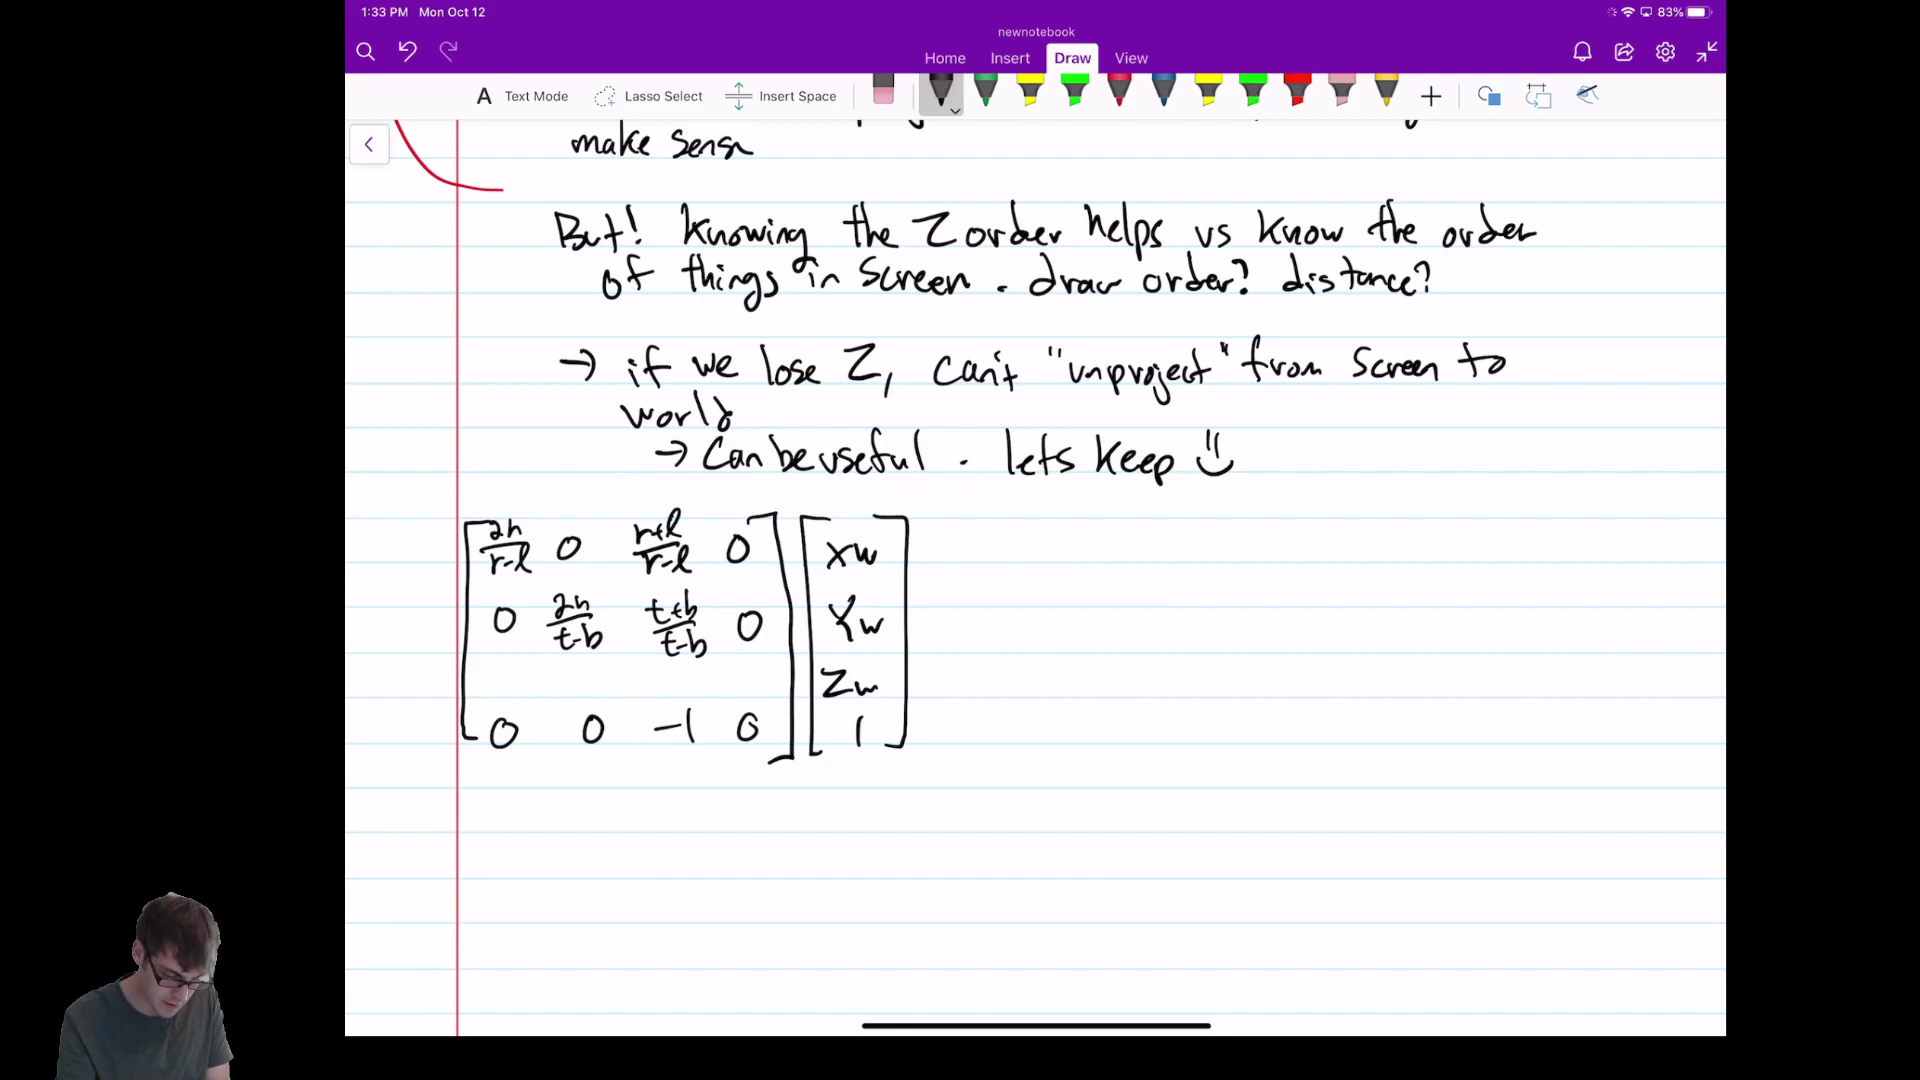 1:33 PM Mon Oct 12
83%
newnotebook
Home Insert Draw View
A Text Mode Lasso Select Insert Space
make sense
But! Knowing the Z order helps vs know the order
of things in screen. draw order? distance?
→ if we lose Z, can't "unproject" from screen to
world
→ Can be useful. lets keep
2n/r-l 0 r+l/r-l 0 xw
0 2n/t-b t+b/t-b 0 Yw
Zw
0 0 -1 0 1